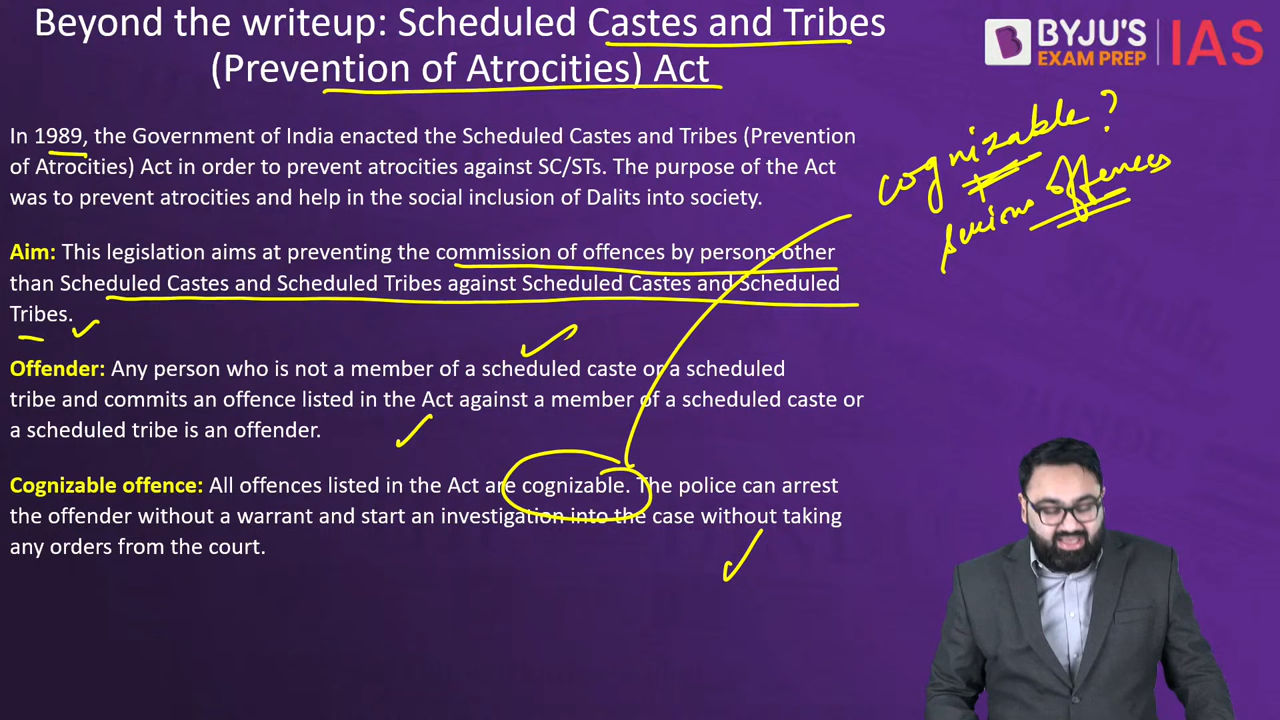 Beyond the writeup: Scheduled Castes and Tribes
(Prevention of Atrocities) Act
BYJU'S
EXAM PREP
IAS
cognizable?
serious offences
In 1989, the Government of India enacted the Scheduled Castes and Tribes (Prevention
of Atrocities) Act in order to prevent atrocities against SC/STs. The purpose of the Act
was to prevent atrocities and help in the social inclusion of Dalits into society.
Aim: This legislation aims at preventing the commission of offences by persons other
than Scheduled Castes and Scheduled Tribes against Scheduled Castes and Scheduled
Tribes.
Offender: Any person who is not a member of a scheduled caste or a scheduled
tribe and commits an offence listed in the Act against a member of a scheduled caste or
a scheduled tribe is an offender.
Cognizable offence: All offences listed in the Act are cognizable. The police can arrest
the offender without a warrant and start an investigation into the case without taking
any orders from the court.